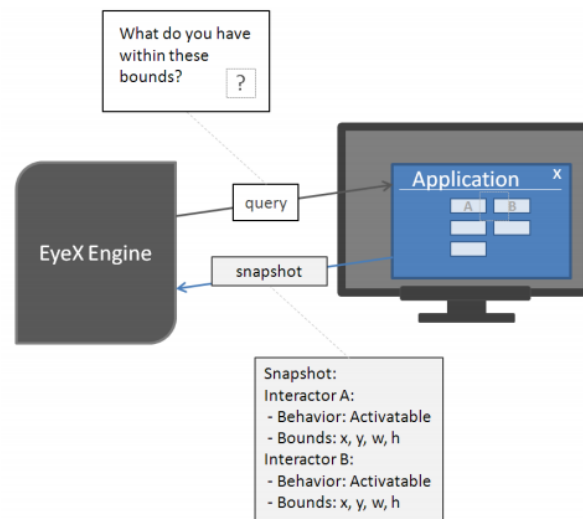 What do you have
within these
bounds?
?
Application
X
A
B
query
EyeX Engine
snapshot
Snapshot:
Interactor A:
- Behavior: Activatable
- Bounds: x, y, w, h
Interactor B:
- Behavior: Activatable
- Bounds: x, y, w, h